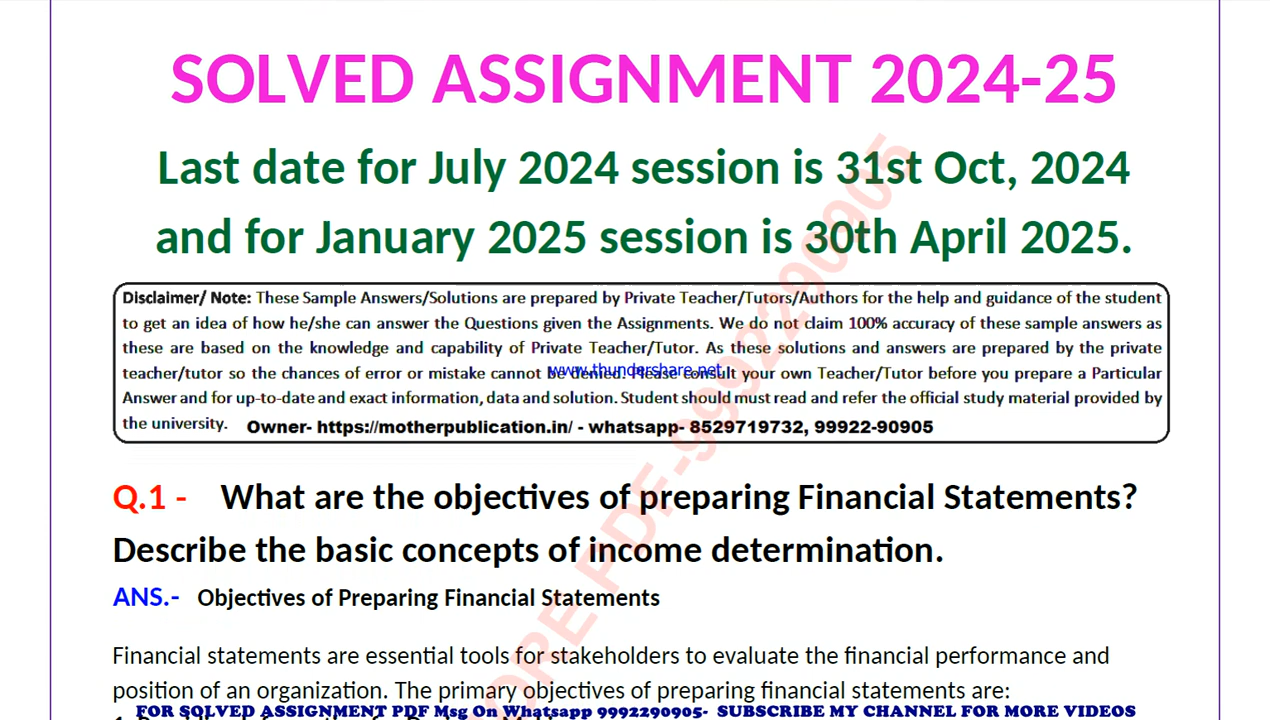 SOLVED ASSIGNMENT 2024-25
Last date for July 2024 session is 31st Oct, 2024
and for January 2025 session is 30th April 2025.
Disclaimer/ Note: These Sample Answers/Solutions are prepared by Private Teacher/Tutors/Authors for the help and guidance of the student
to get an idea of how he/she can answer the Questions given the Assignments. We do not claim 100% accuracy of these sample answers as
these are based on the knowledge and capability of Private Teacher/Tutor. As these solutions and answers are prepared by the private
teacher/tutor so the chances of error or mistake cannot be denied. Please consult your own Teacher/Tutor before you prepare a Particular
www.thundershare.net
Answer and for up-to-date and exact information, data and solution. Student should must read and refer the official study material provided by
the university. Owner- https://motherpublication.in/ - whatsapp- 8529719732, 99922-90905
Q.1 - What are the objectives of preparing Financial Statements?
Describe the basic concepts of income determination.
ANS.- Objectives of Preparing Financial Statements
Financial statements are essential tools for stakeholders to evaluate the financial performance and
position of an organization. The primary objectives of preparing financial statements are:
FOR SOLVED ASSIGNMENT PDF Msg On Whatsapp 9992290905- SUBSCRIBE MY CHANNEL FOR MORE VIDEOS
ORE PDF-9992290905